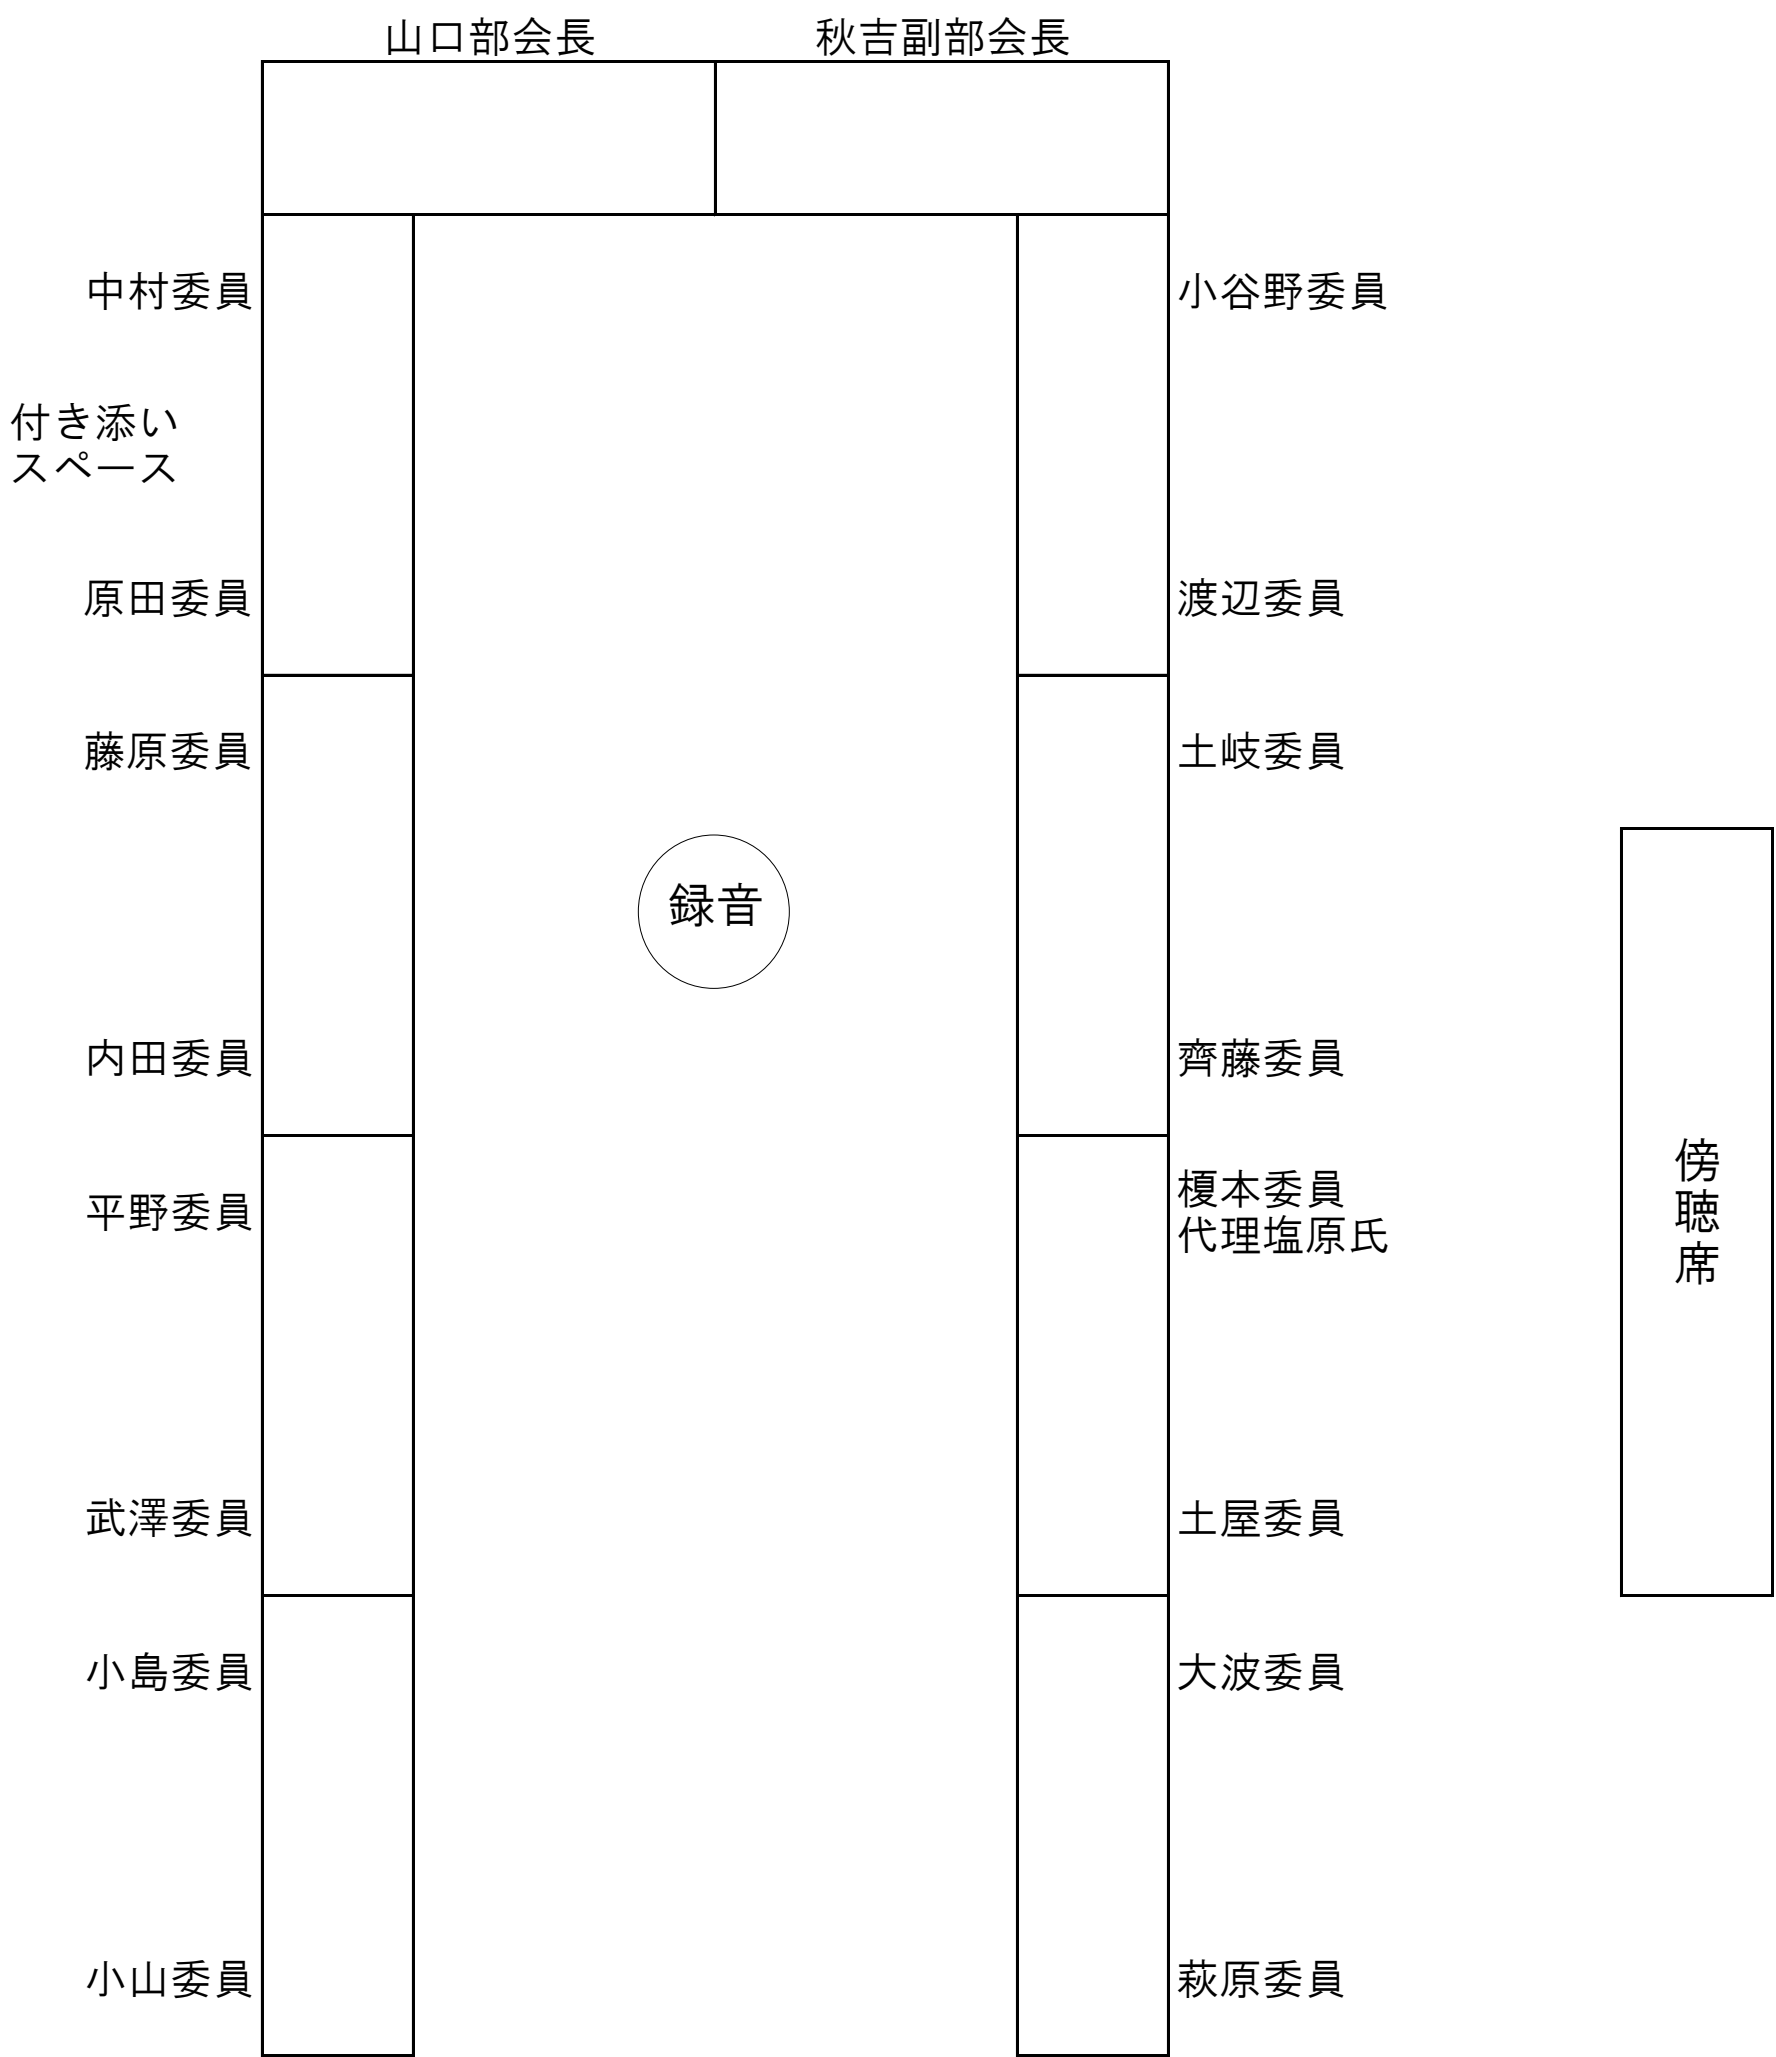 山口部会長
秋吉副部会長
中村委員
小谷野委員
付き添い
スペース
原田委員
渡辺委員
藤原委員
土岐委員
録音
内田委員
齊藤委員
平野委員
榎本委員
代理塩原氏
傍聴席
武澤委員
土屋委員
小島委員
大波委員
小山委員
萩原委員